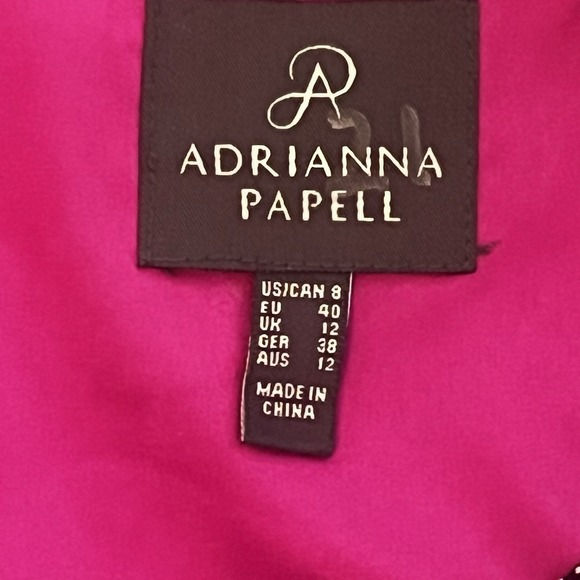 ADRIANNA
PAPELL
US/CAN 8
EU 40
UK 12
GER 38
AUS 12
MADE IN
CHINA